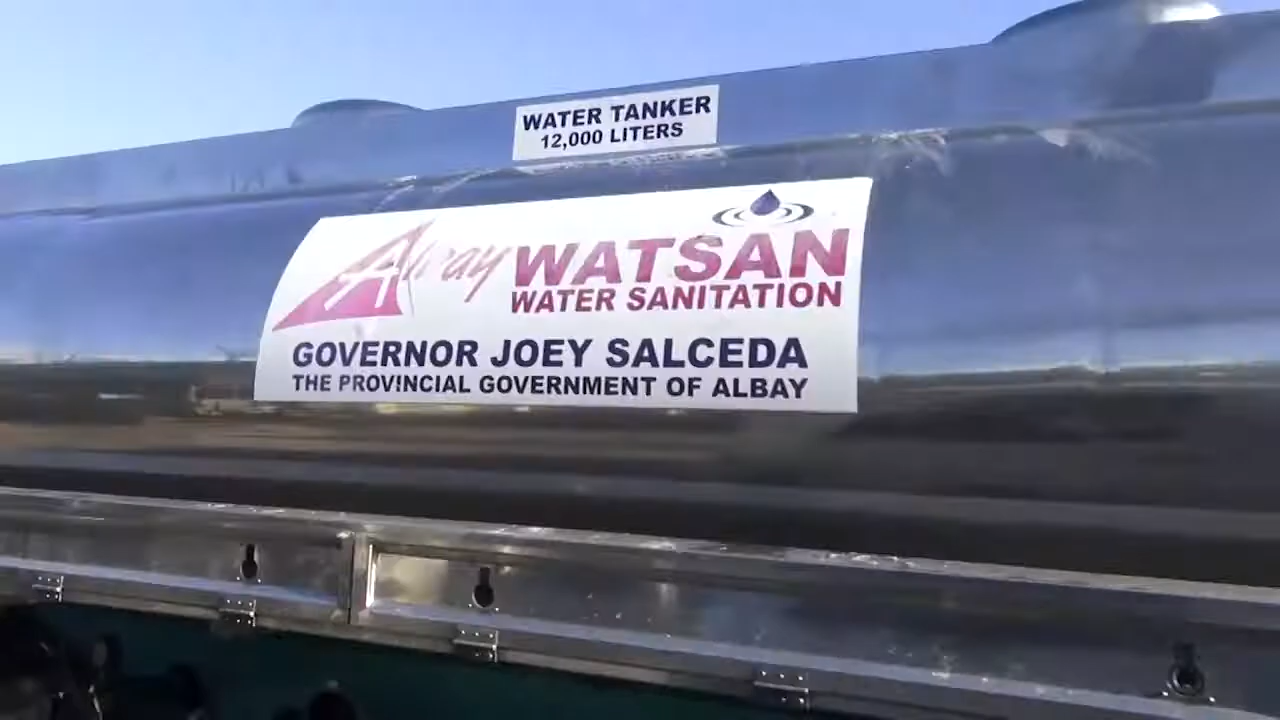 WATER TANKER
12,000 LITERS
Albay WATSAN
WATER SANITATION
GOVERNOR JOEY SALCEDA
THE PROVINCIAL GOVERNMENT OF ALBAY